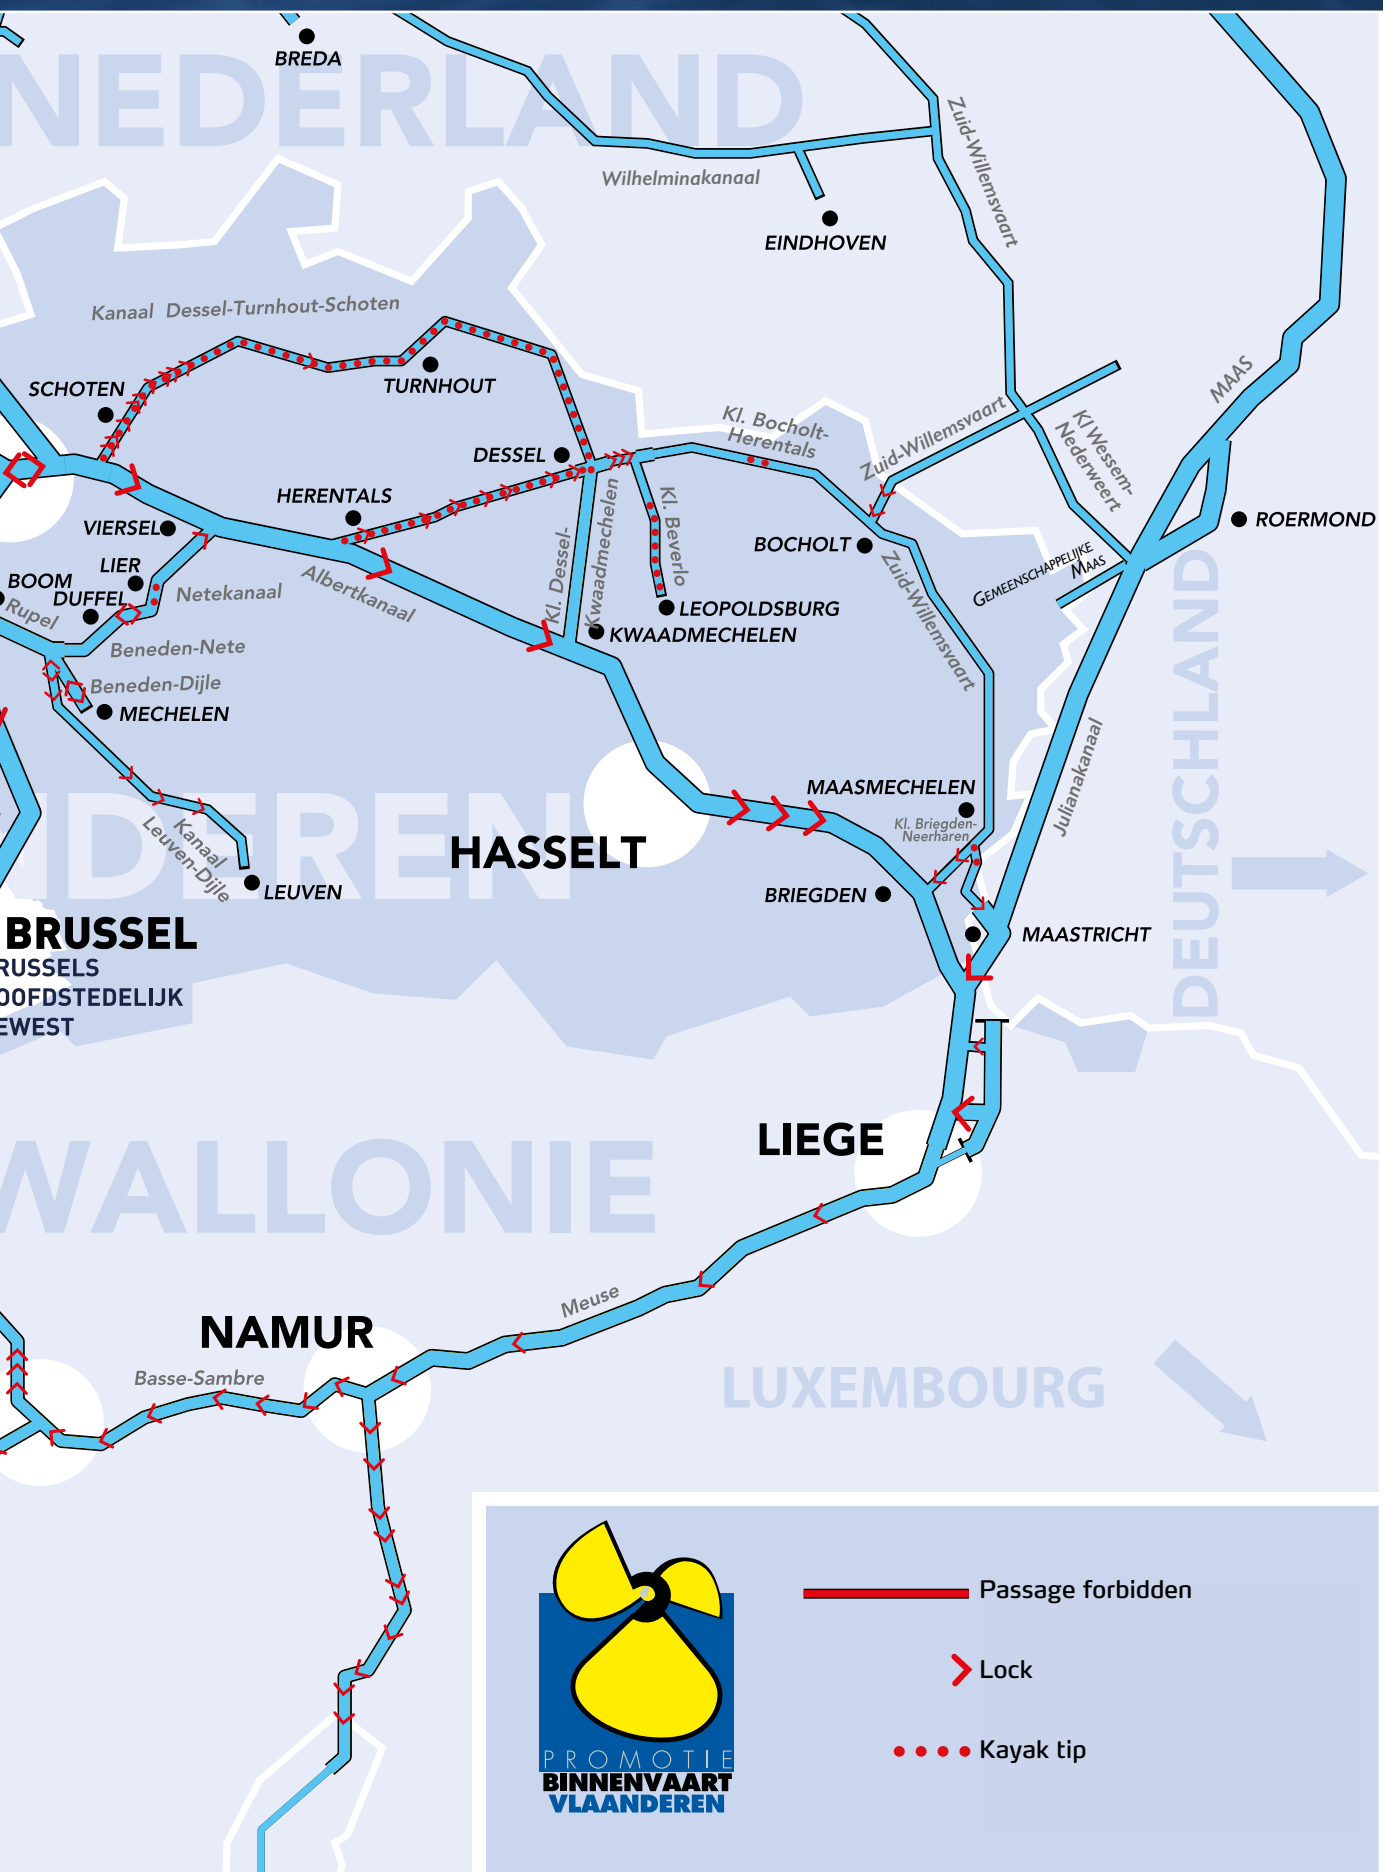 BREDA
NEDERLAND
Zuid-Willemsvaart
Wilhelminakanaal
EINDHOVEN
Kanaal Dessel-Turnhout-Schoten
SCHOTEN
TURNHOUT
MAAS
Kl. Bocholt-
Herentals
Zuid-Willemsvaart
Kl Wessem-
Nederweert
DESSEL
HERENTALS
Kl. Beverlo
Kl. Dessel-
Kwaadmechelen
VIERSEL
ROERMOND
BOCHOLT
GEMEENSCHAPPELIJKE
MAAS
LIER
BOOM
DUFFEL
Rupel
Netekanaal
Albertkanaal
Zuid-Willemsvaart
LEOPOLDSBURG
KWAADMECHELEN
Beneden-Nete
Beneden-Dijle
MECHELEN
DEUTSCHLAND
Julianakanaal
MAASMECHELEN
Kl. Briegden-
Neerharen
NDEREN
Kanaal
Leuven-Dijle
HASSELT
LEUVEN
BRIEGDEN
BRUSSEL
MAASTRICHT
RUSSELS
OOFDSTEDELIJK
EWEST
LIEGE
WALLONIE
Meuse
NAMUR
Basse-Sambre
LUXEMBOURG
Passage forbidden
Lock
Kayak tip
PROMOTIE
BINNENVAART
VLAANDEREN